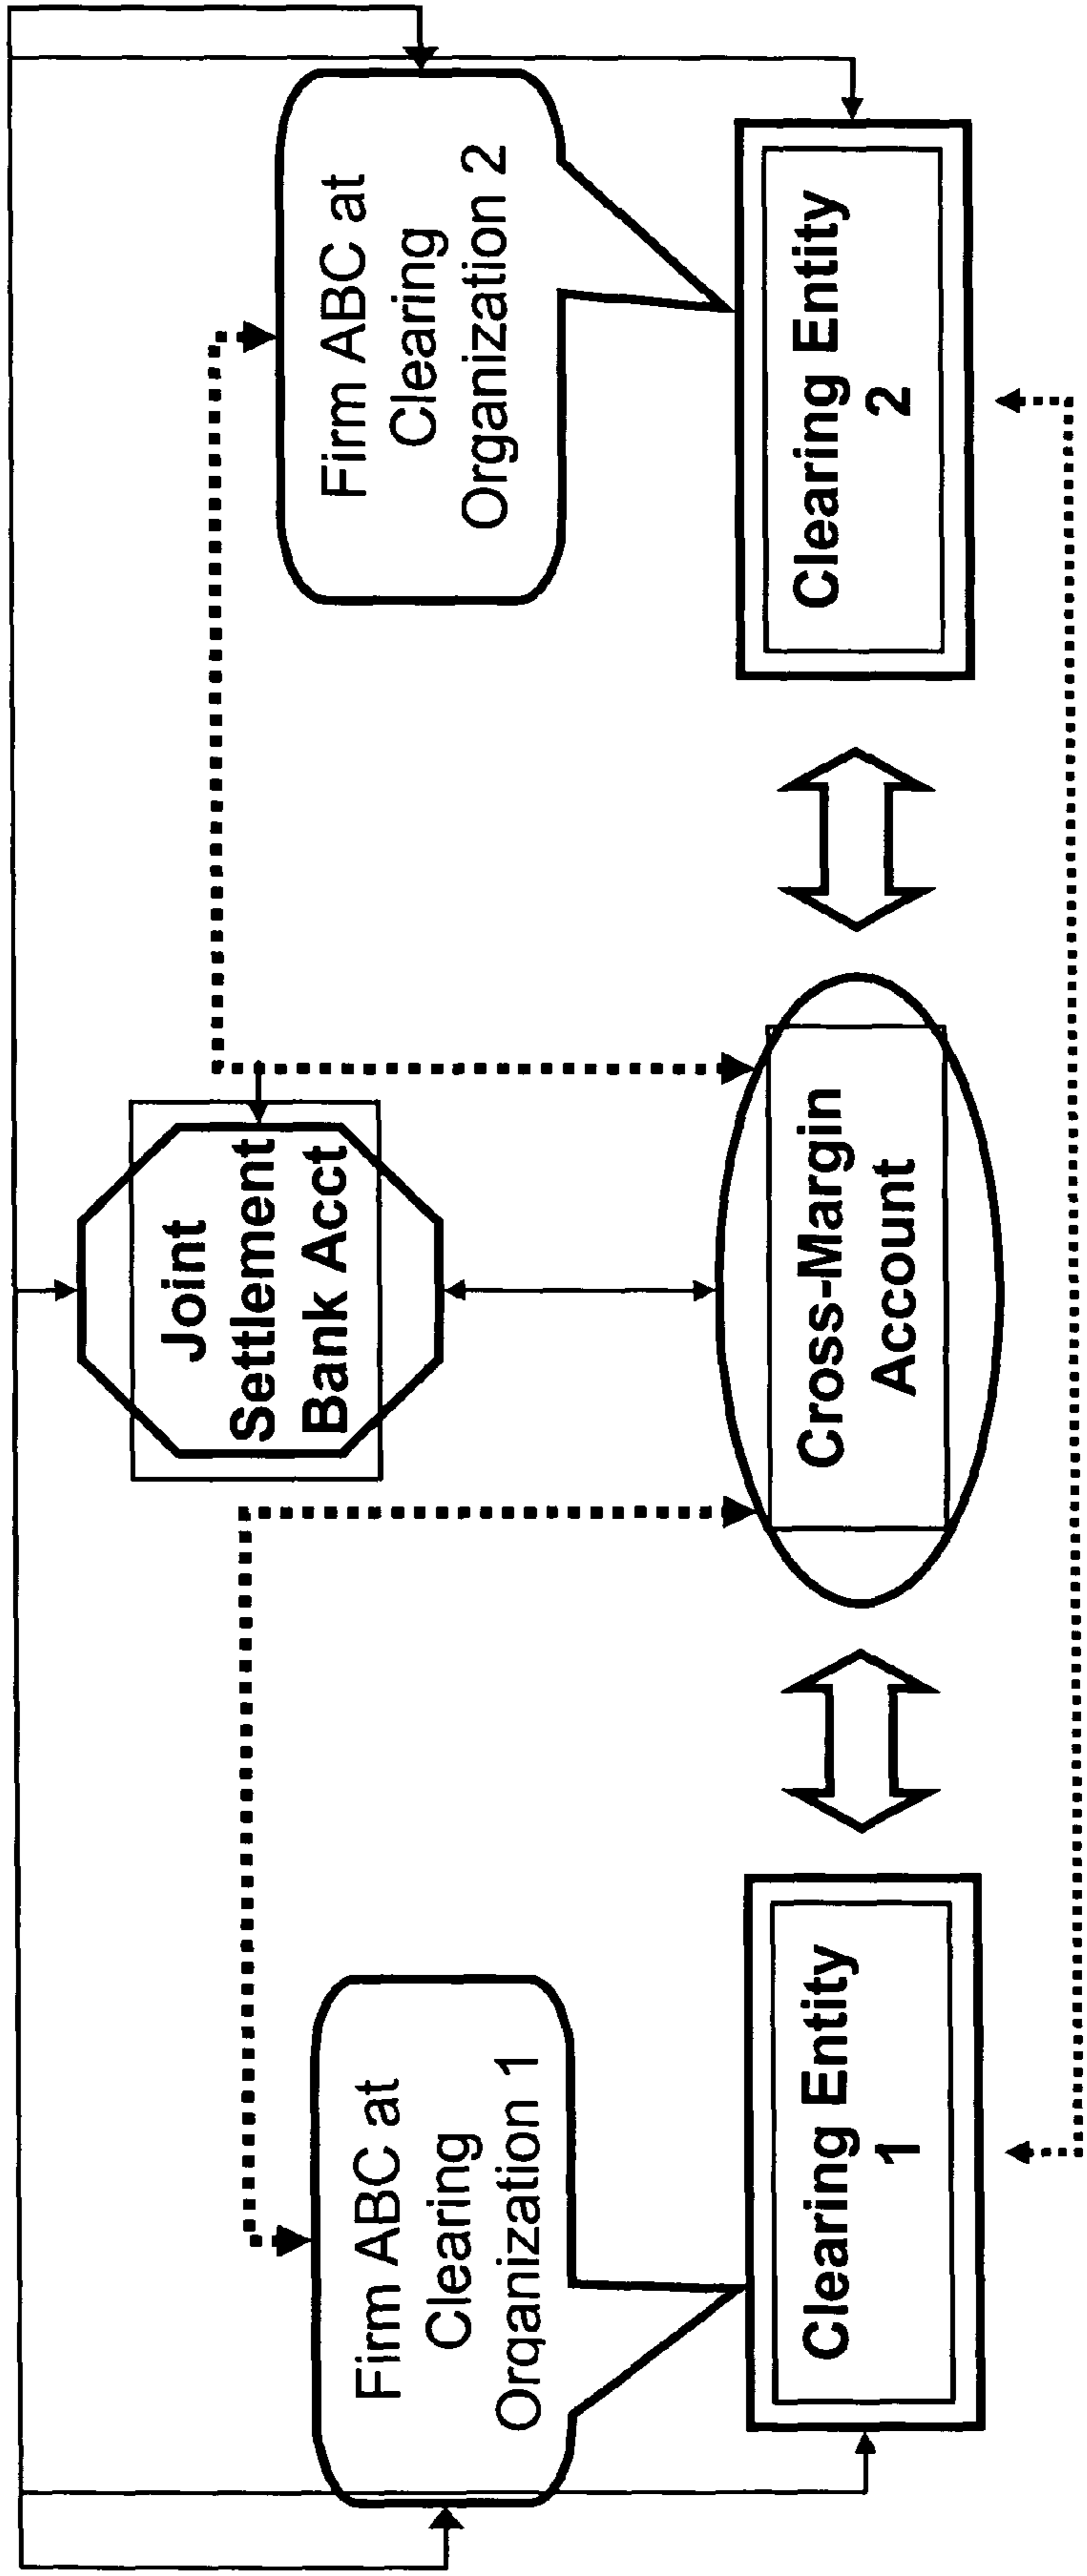 Joint
Settlement
Bank Acct
Firm ABC at
Clearing
Organization 1
Firm ABC at
Clearing
Organization 2
Clearing Entity
1
Cross-Margin
Account
Clearing Entity
2